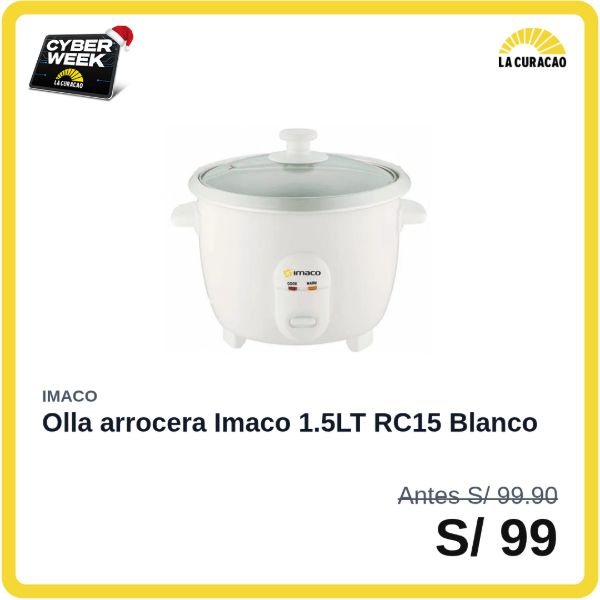 CYBER
WEEK
LA CURACAO
LA CURACAO
imaco
COOK WARM
IMACO
Olla arrocera Imaco 1.5LT RC15 Blanco
Antes S/ 99.90
S/ 99